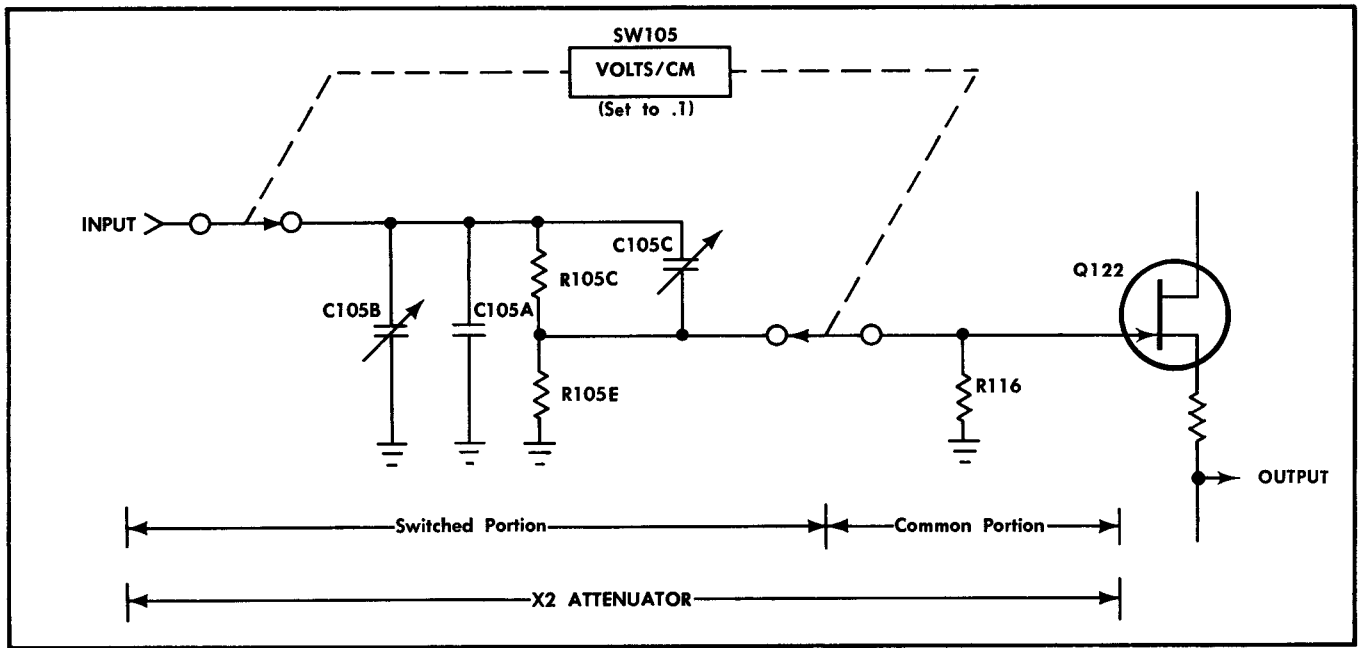 SW105
VOLTS/CM
(Set to .1)
INPUT
C105B
C105A
R105C
C105C
R105E
R116
Q122
OUTPUT
Switched Portion
Common Portion
X2 ATTENUATOR